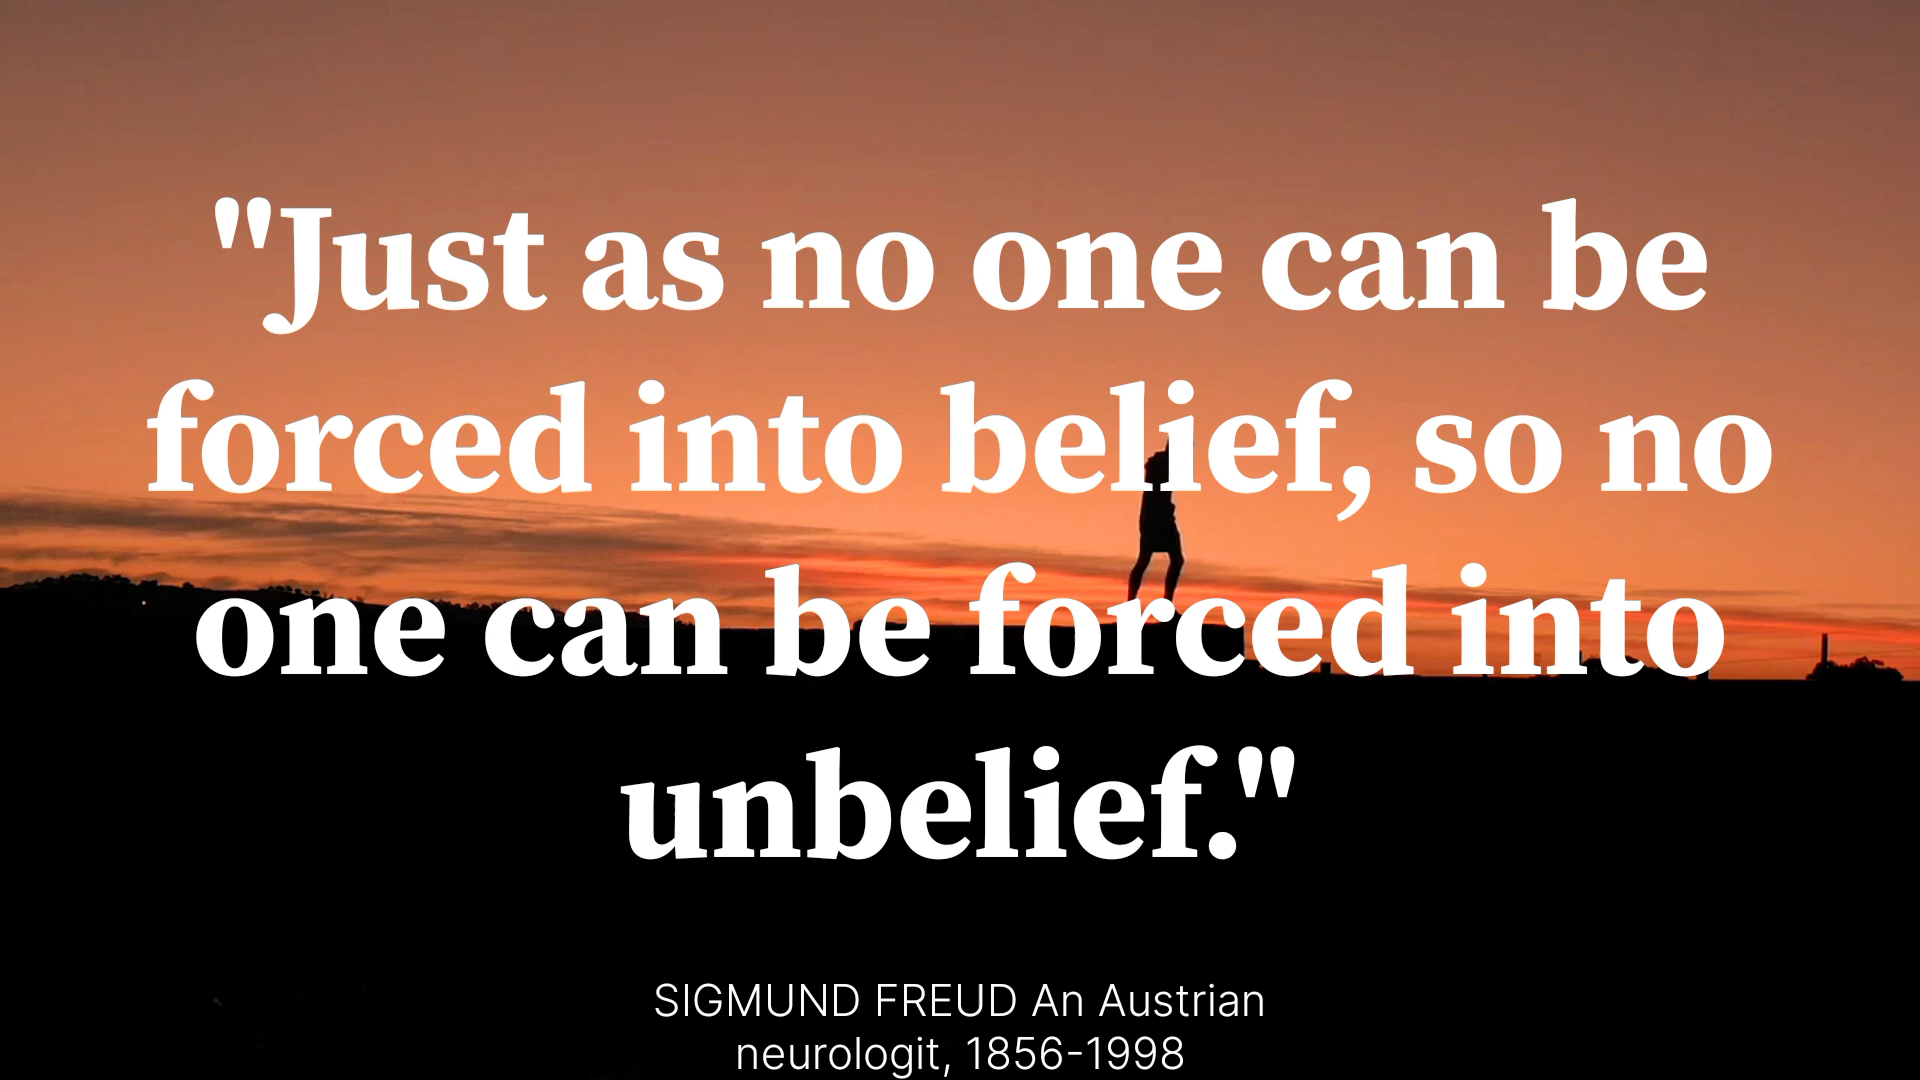 "Just as no one can be
forced into belief, so no
one can be forced into
unbelief."
SIGMUND FREUD An Austrian
neurologit, 1856-1998